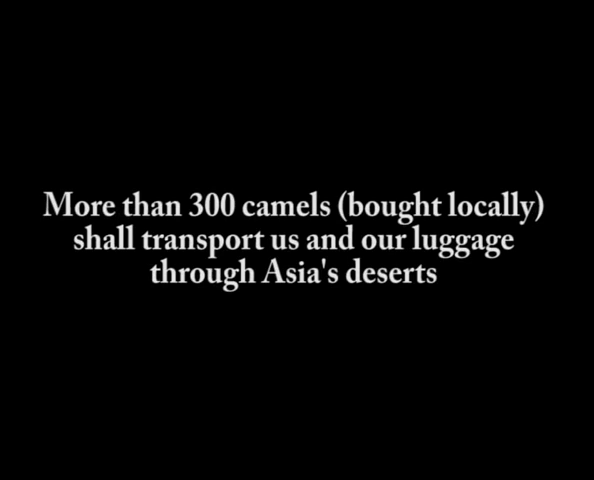 More than 300 camels (bought locally)
shall transport us and our luggage
through Asia's deserts